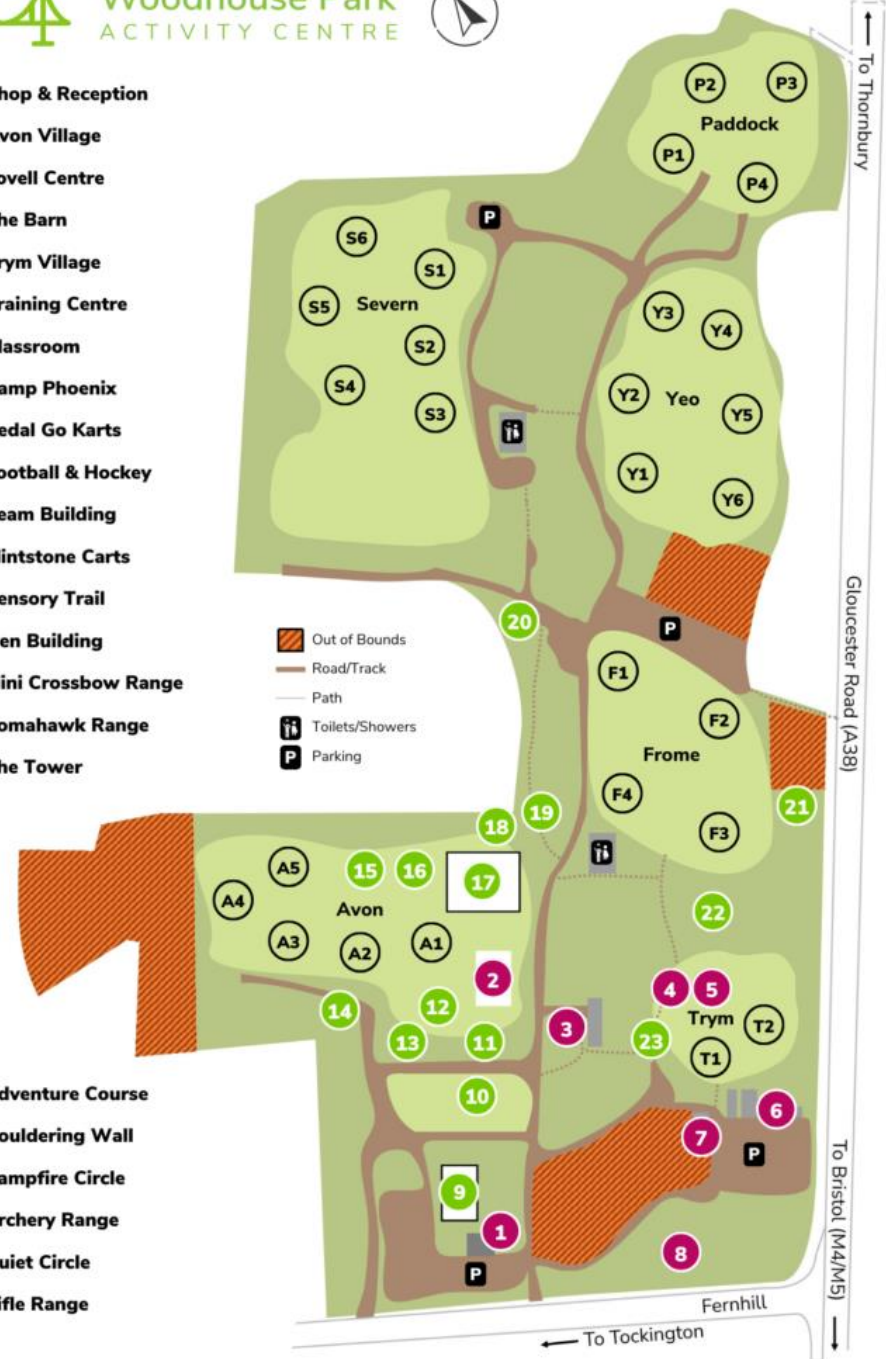 Woodhouse Park
ACTIVITY CENTRE
hop & Reception
von Village
ovell Centre
he Barn
rym Village
raining Centre
lassroom
amp Phoenix
edal Go Karts
ootball & Hockey
eam Building
lintstone Carts
ensory Trail
en Building
ini Crossbow Range
omahawk Range
he Tower
dventure Course
ouldering Wall
ampfire Circle
rchery Range
uiet Circle
ifle Range
Out of Bounds
Road/Track
Path
Toilets/Showers
P Parking
To Thornbury
P2 P3
Paddock
P1
P4
P
S6
S1
S5 Severn
S2
S4
S3
Y3
Y4
Y2 Yeo
Y5
Y1
Y6
Gloucester Road (A38)
20
P
F1
F2
Frome
F4
F3
21
19
18
17
16
15
A5
A4
Avon
A3
A2
A1
22
2
4 5
Trym
T2
T1
3
23
14
12
13
11
10
6
7
P
9
1
P
8
To Bristol (M4/M5)
Fernhill
To Tockington